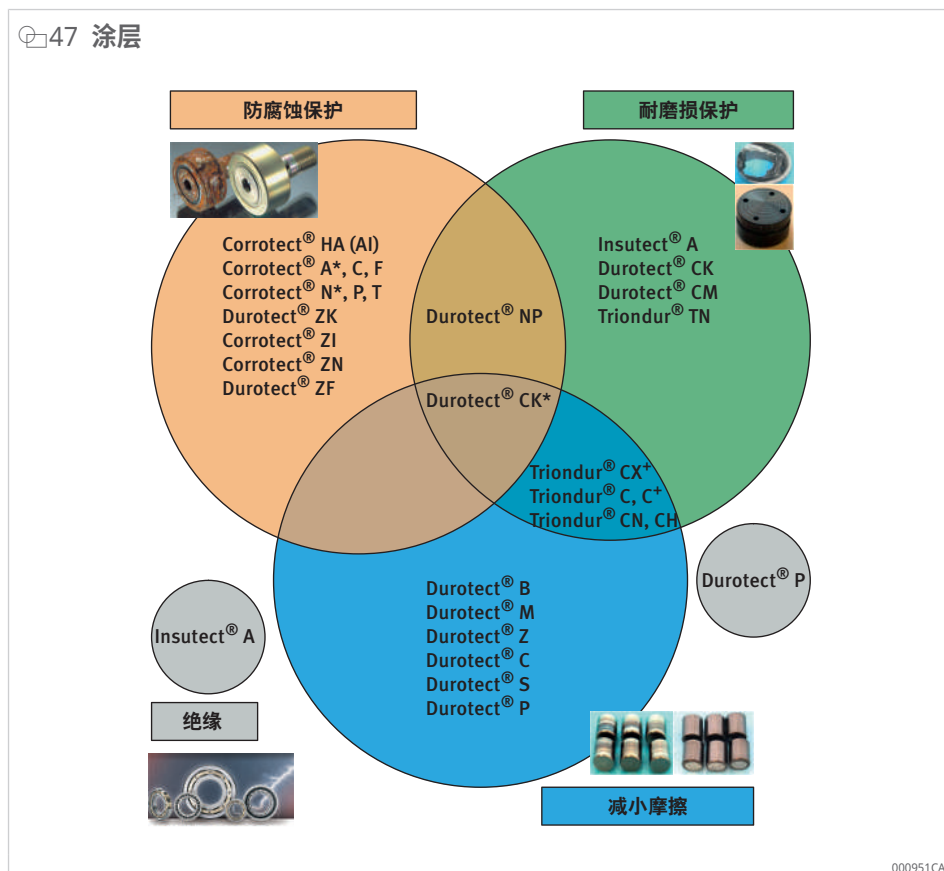 47 涂层
防腐蚀保护
耐磨损保护
Corrotect® HA (AI)
Corrotect® A*, C, F
Corrotect® N*, P, T
Durotect® ZK
Corrotect® ZI
Corrotect® ZN
Durotect® ZF
Durotect® NP
Insutect® A
Durotect® CK
Durotect® CM
Triondur® TN
Durotect® CK*
Triondur® CX⁺
Triondur® C, C⁺
Triondur® CN, CH
Durotect® P
Insutect® A
Durotect® B
Durotect® M
Durotect® Z
Durotect® C
Durotect® S
Durotect® P
绝缘
减小摩擦
000951CA